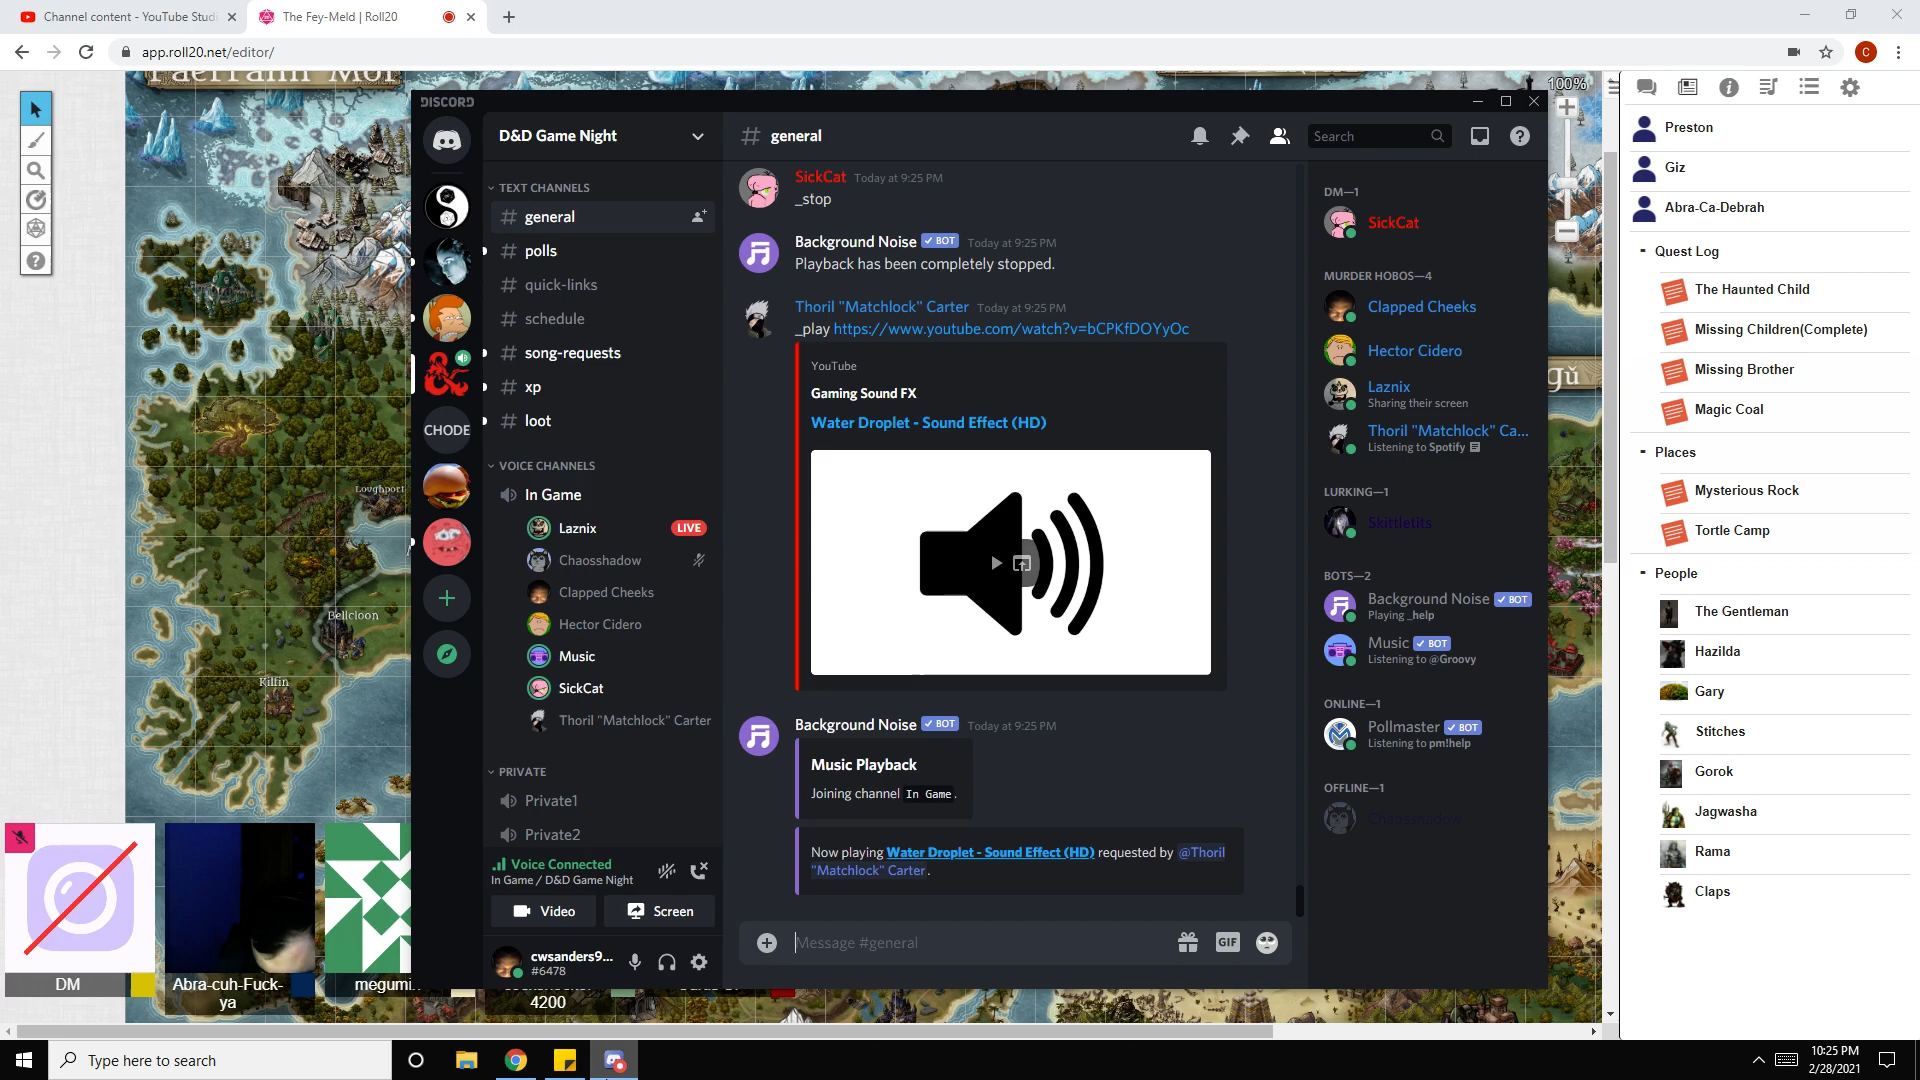 Channel content - YouTube Studi
The Fey-Meld | Roll20
app.roll20.net/editor/
100%
DISCORD
D&D Game Night
# general
Search
TEXT CHANNELS
# general
# polls
# quick-links
# schedule
# song-requests
# xp
# loot
CHODE
VOICE CHANNELS
In Game
Laznix
LIVE
Chaosshadow
Clapped Cheeks
Hector Cidero
Music
SickCat
Thoril "Matchlock" Carter
PRIVATE
Private1
Private2
Voice Connected
In Game / D&D Game Night
Video
Screen
cwsanders9...
#6478
SickCat Today at 9:25 PM
_stop
Background Noise ✓ BOT Today at 9:25 PM
Playback has been completely stopped.
Thoril "Matchlock" Carter Today at 9:25 PM
_play https://www.youtube.com/watch?v=bCPKfDOYyOc
YouTube
Gaming Sound FX
Water Droplet - Sound Effect (HD)
Background Noise ✓ BOT Today at 9:25 PM
Music Playback
Joining channel In Game.
Now playing Water Droplet - Sound Effect (HD) requested by @Thoril
"Matchlock" Carter.
Message #general
GIF
DM—1
SickCat
MURDER HOBOS—4
Clapped Cheeks
Hector Cidero
Laznix
Sharing their screen
Thoril "Matchlock" Ca...
Listening to Spotify
LURKING—1
Skittletits
BOTS—2
Background Noise ✓ BOT
Playing _help
Music ✓ BOT
Listening to @Groovy
ONLINE—1
Pollmaster ✓ BOT
Listening to pm!help
OFFLINE—1
Chaosshadow
Preston
Giz
Abra-Ca-Debrah
Quest Log
The Haunted Child
Missing Children(Complete)
Missing Brother
Magic Coal
Places
Mysterious Rock
Tortle Camp
People
The Gentleman
Hazilda
Gary
Stitches
Gorok
Jagwasha
Rama
Claps
Loughport
Bellcloon
Kilfin
DM
Abra-cuh-Fuck-
ya
4200
Type here to search
10:25 PM
2/28/2021